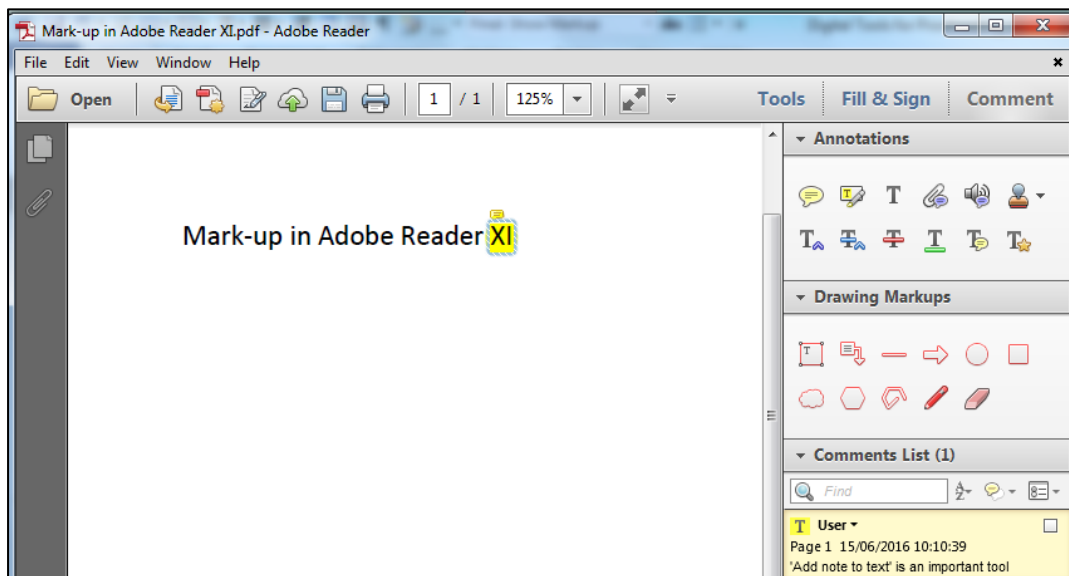 Mark-up in Adobe Reader XI.pdf - Adobe Reader
File Edit View Window Help
Open 1 / 1 125% Tools Fill & Sign Comment
Annotations
Mark-up in Adobe Reader XI
Drawing Markups
Comments List (1)
Find
T User
Page 1 15/06/2016 10:10:39
'Add note to text' is an important tool